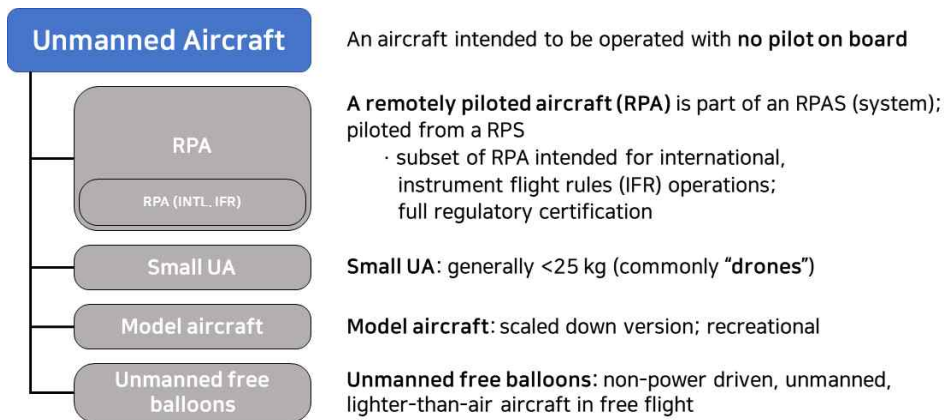 Unmanned Aircraft
An aircraft intended to be operated with no pilot on board
RPA
RPA (INTL, IFR)
A remotely piloted aircraft (RPA) is part of an RPAS (system);
piloted from a RPS
· subset of RPA intended for international,
instrument flight rules (IFR) operations;
full regulatory certification
Small UA
Small UA: generally <25 kg (commonly “drones”)
Model aircraft
Model aircraft: scaled down version; recreational
Unmanned free
balloons
Unmanned free balloons: non-power driven, unmanned,
lighter-than-air aircraft in free flight